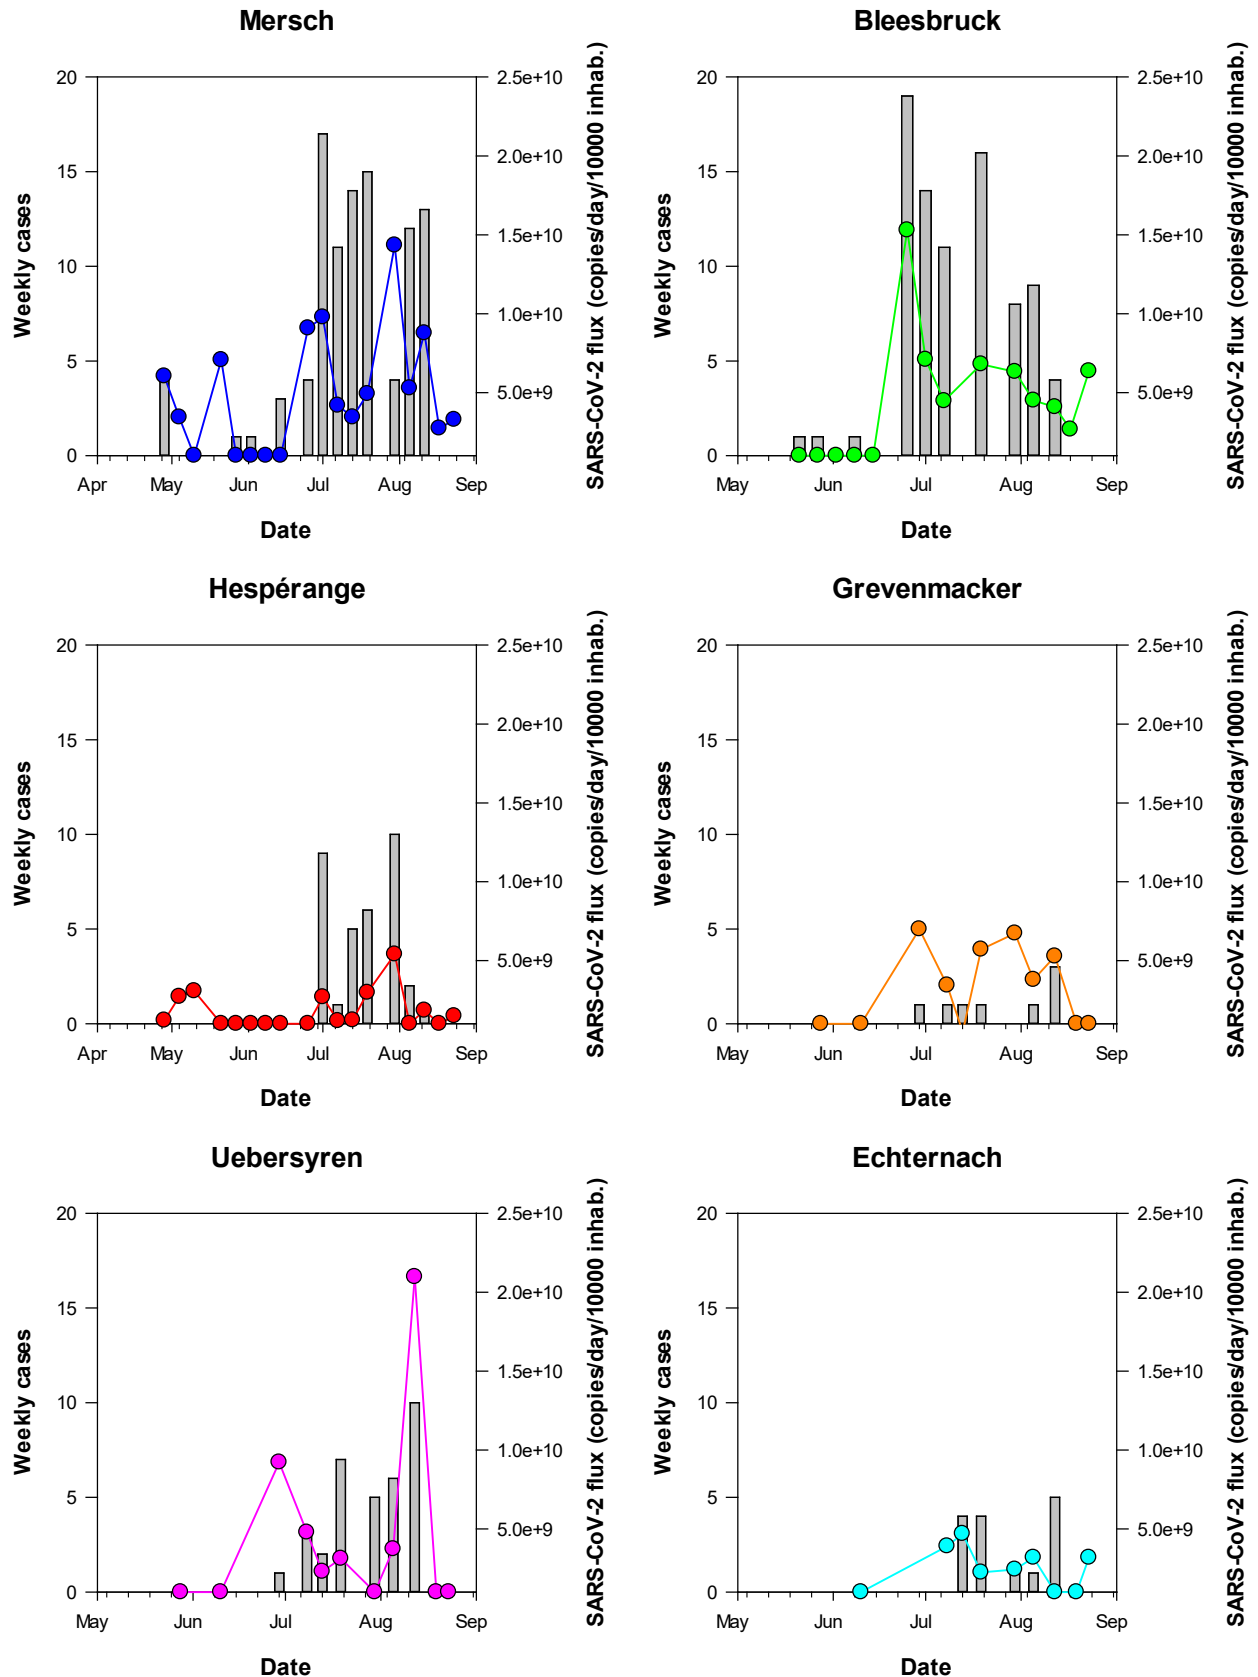 Mersch
20
15
10
5
0
2.5e+10
2.0e+10
1.5e+10
1.0e+10
5.0e+9
Weekly cases
SARS-CoV-2 flux (copies/day/10000 inhab.)
Apr May Jun Jul Aug Sep
Date
Bleesbruck
20
15
10
5
0
2.5e+10
2.0e+10
1.5e+10
1.0e+10
5.0e+9
Weekly cases
SARS-CoV-2 flux (copies/day/10000 inhab.)
May Jun Jul Aug Sep
Date
Hespérange
20
15
10
5
0
2.5e+10
2.0e+10
1.5e+10
1.0e+10
5.0e+9
Weekly cases
SARS-CoV-2 flux (copies/day/10000 inhab.)
Apr May Jun Jul Aug Sep
Date
Grevenmacker
20
15
10
5
0
2.5e+10
2.0e+10
1.5e+10
1.0e+10
5.0e+9
Weekly cases
SARS-CoV-2 flux (copies/day/10000 inhab.)
May Jun Jul Aug Sep
Date
Uebersyren
20
15
10
5
0
2.5e+10
2.0e+10
1.5e+10
1.0e+10
5.0e+9
Weekly cases
SARS-CoV-2 flux (copies/day/10000 inhab.)
May Jun Jul Aug Sep
Date
Echternach
20
15
10
5
0
2.5e+10
2.0e+10
1.5e+10
1.0e+10
5.0e+9
Weekly cases
SARS-CoV-2 flux (copies/day/10000 inhab.)
May Jun Jul Aug Sep
Date